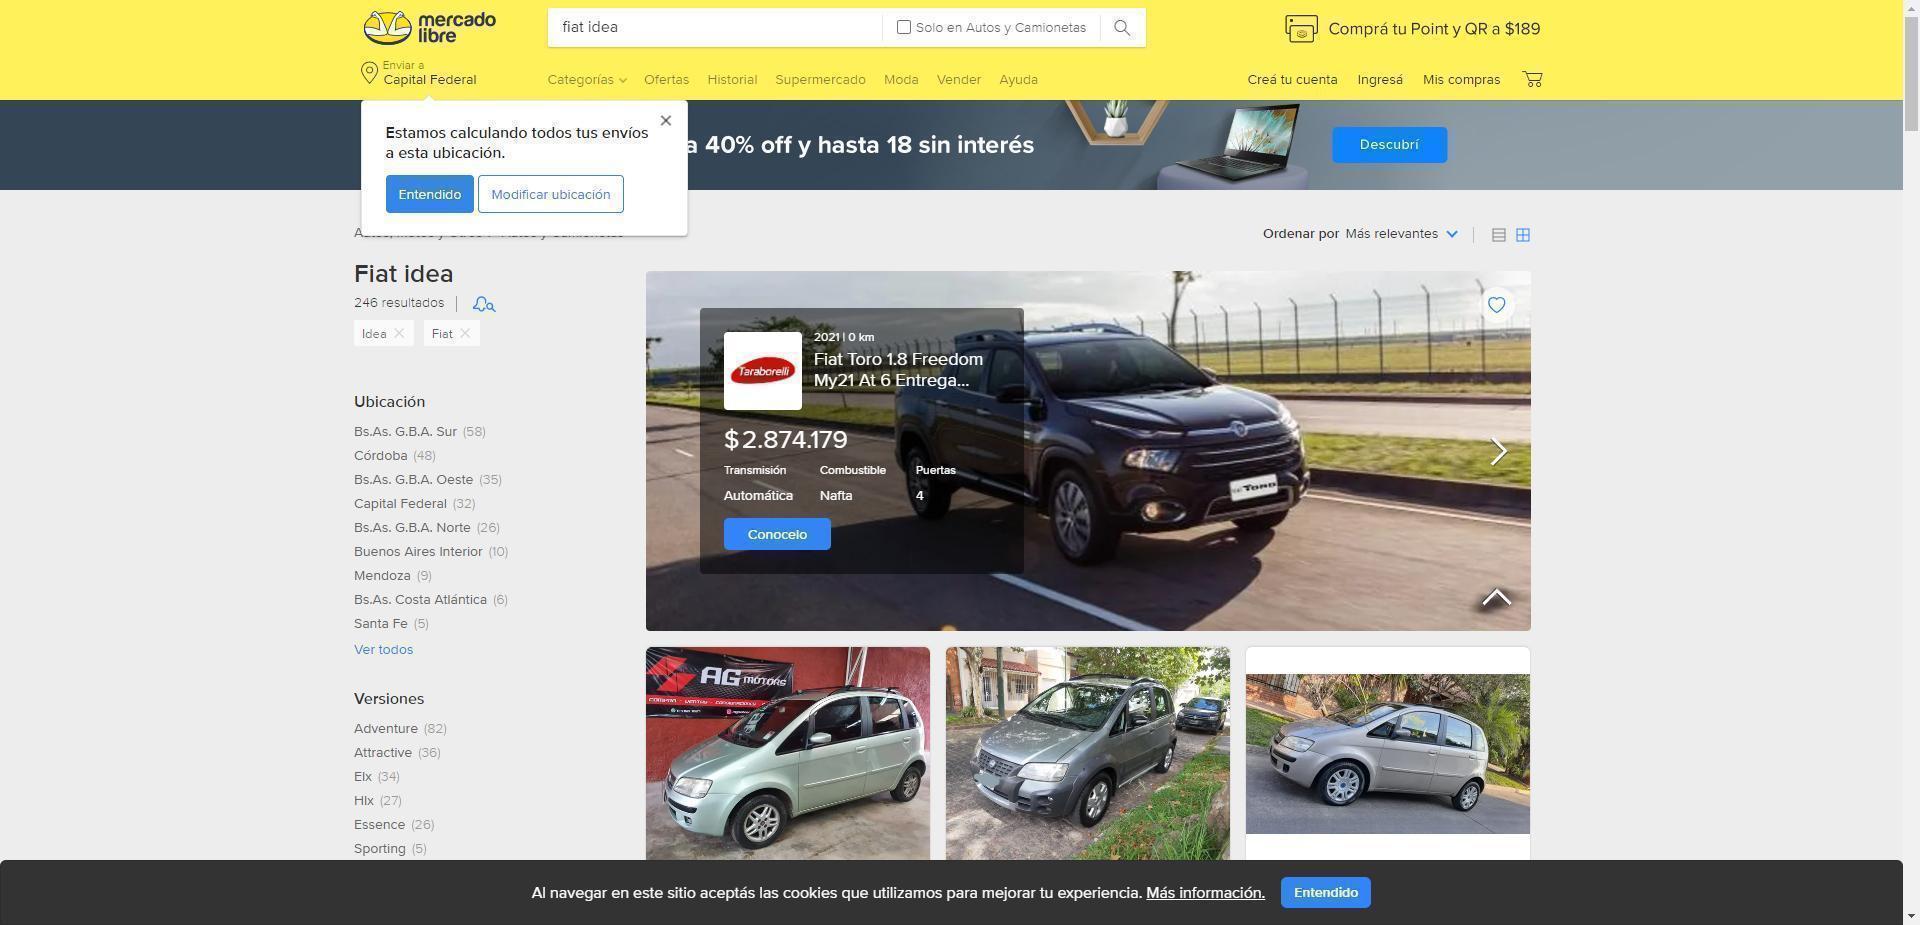 mercado
libre
fiat idea
Solo en Autos y Camionetas
Comprá tu Point y QR a $189
Enviar a
Capital Federal
Categorías
Ofertas
Historial
Supermercado
Moda
Vender
Ayuda
Creá tu cuenta
Ingresá
Mis compras
Estamos calculando todos tus envíos
a esta ubicación.
Entendido
Modificar ubicación
a 40% off y hasta 18 sin interés
Descubrí
Ordenar por Más relevantes
Fiat idea
246 resultados
Idea
Fiat
Ubicación
Bs.As. G.B.A. Sur (58)
Córdoba (48)
Bs.As. G.B.A. Oeste (35)
Capital Federal (32)
Bs.As. G.B.A. Norte (26)
Buenos Aires Interior (10)
Mendoza (9)
Bs.As. Costa Atlántica (6)
Santa Fe (5)
Ver todos
Versiones
Adventure (82)
Attractive (36)
Elx (34)
Hlx (27)
Essence (26)
Sporting (5)
Taraborelli
2021 | 0 km
Fiat Toro 1.8 Freedom
My21 At 6 Entrega...
$ 2.874.179
Transmisión Combustible Puertas
Automática Nafta 4
Conocelo
TORO
AG MOTORS
Al navegar en este sitio aceptás las cookies que utilizamos para mejorar tu experiencia. Más información.
Entendido